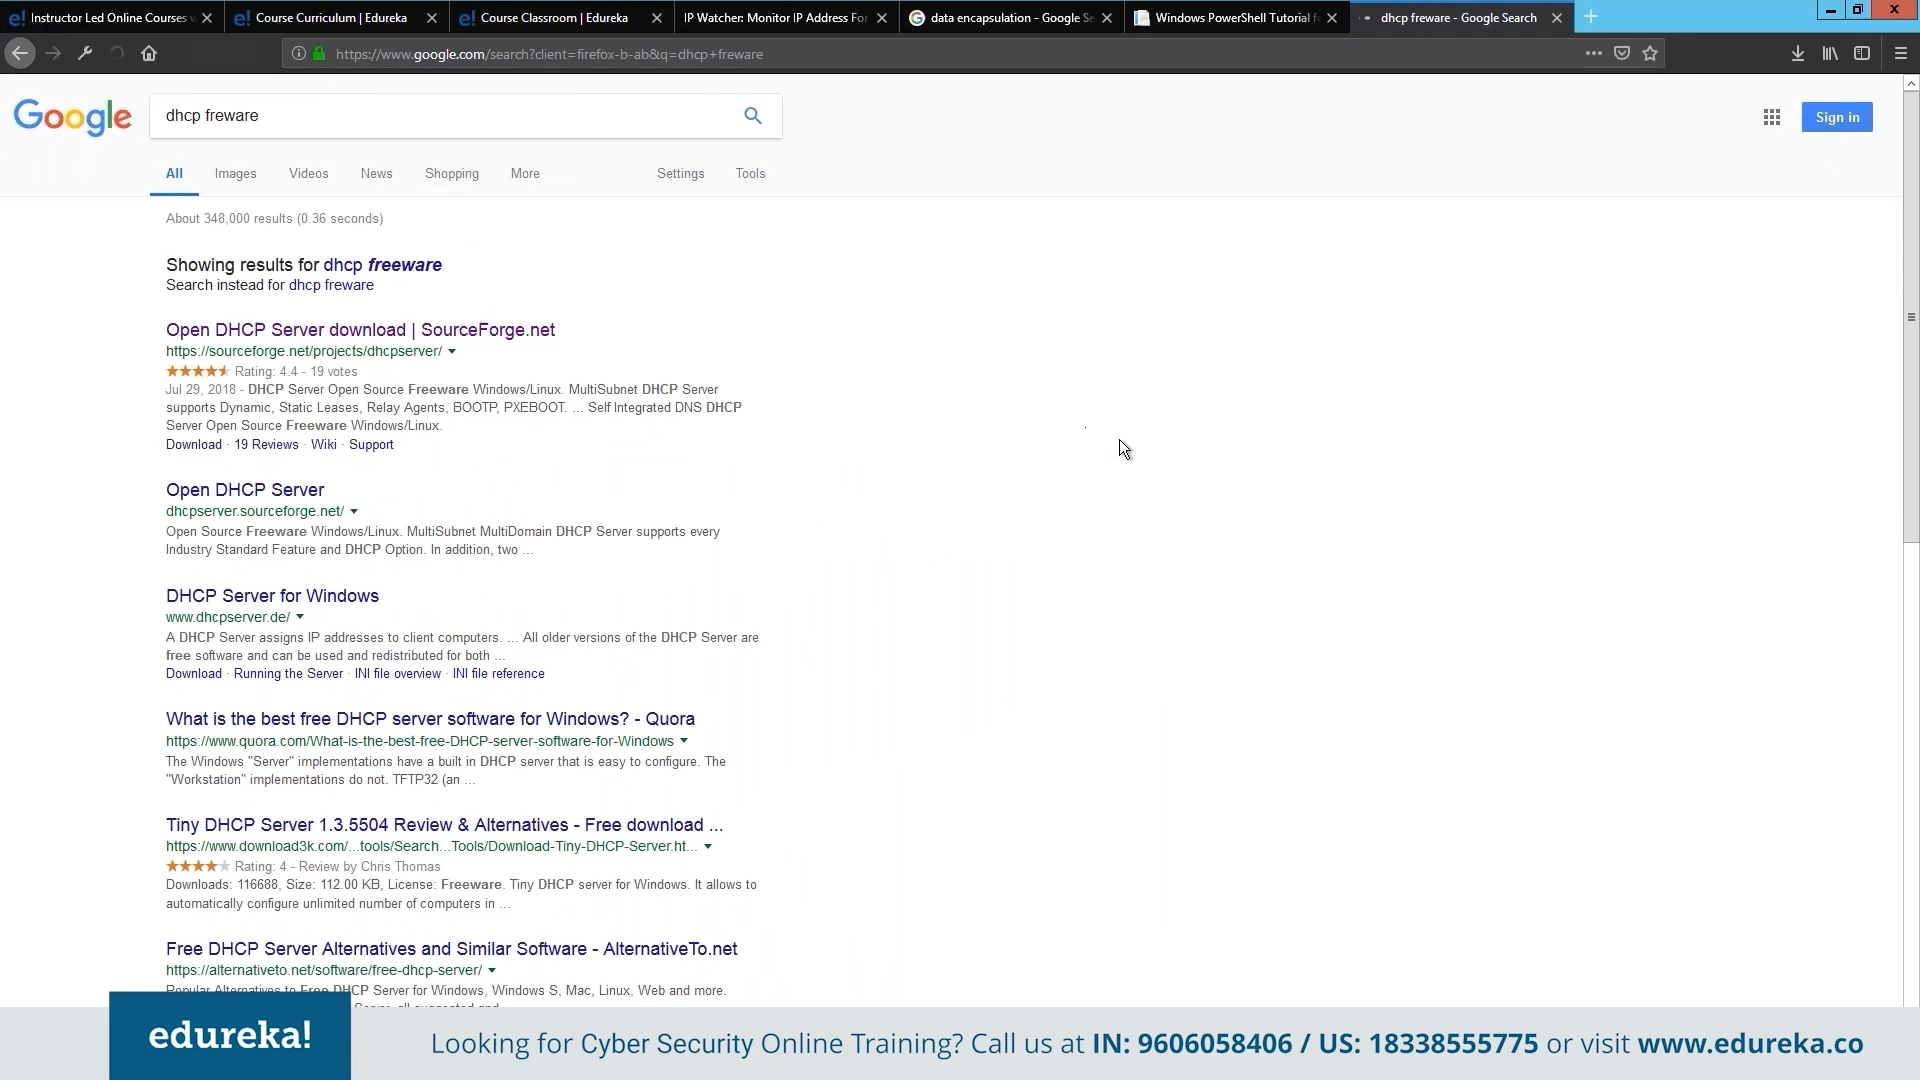 Instructor Led Online Courses
Course Curriculum | Edureka
Course Classroom | Edureka
IP Watcher: Monitor IP Address For
data encapsulation - Google Se
Windows PowerShell Tutorial
dhcp freware - Google Search
https://www.google.com/search?client=firefox-b-ab&q=dhcp+freware
Google
dhcp freware
Sign in
All Images Videos News Shopping More Settings Tools
About 348,000 results (0.36 seconds)
Showing results for dhcp freeware
Search instead for dhcp freware
Open DHCP Server download | SourceForge.net
https://sourceforge.net/projects/dhcpserver/
Rating: 4.4 - 19 votes
Jul 29, 2018 - DHCP Server Open Source Freeware Windows/Linux. MultiSubnet DHCP Server
supports Dynamic, Static Leases, Relay Agents, BOOTP, PXEBOOT. ... Self Integrated DNS DHCP
Server Open Source Freeware Windows/Linux.
Download · 19 Reviews · Wiki · Support
Open DHCP Server
dhcpserver.sourceforge.net/
Open Source Freeware Windows/Linux. MultiSubnet MultiDomain DHCP Server supports every
Industry Standard Feature and DHCP Option. In addition, two ...
DHCP Server for Windows
www.dhcpserver.de/
A DHCP Server assigns IP addresses to client computers. ... All older versions of the DHCP Server are
free software and can be used and redistributed for both ...
Download · Running the Server · INI file overview · INI file reference
What is the best free DHCP server software for Windows? - Quora
https://www.quora.com/What-is-the-best-free-DHCP-server-software-for-Windows
The Windows "Server" implementations have a built in DHCP server that is easy to configure. The
"Workstation" implementations do not. TFTP32 (an ...
Tiny DHCP Server 1.3.5504 Review & Alternatives - Free download ...
https://www.download3k.com/...tools/Search...Tools/Download-Tiny-DHCP-Server.ht...
Rating: 4 - Review by Chris Thomas
Downloads: 116688, Size: 112.00 KB, License: Freeware. Tiny DHCP server for Windows. It allows to
automatically configure unlimited number of computers in ...
Free DHCP Server Alternatives and Similar Software - AlternativeTo.net
https://alternativeto.net/software/free-dhcp-server/
Popular Alternatives to Free DHCP Server for Windows, Windows S, Mac, Linux, Web and more.
edureka!
Looking for Cyber Security Online Training? Call us at IN: 9606058406 / US: 18338555775 or visit www.edureka.co